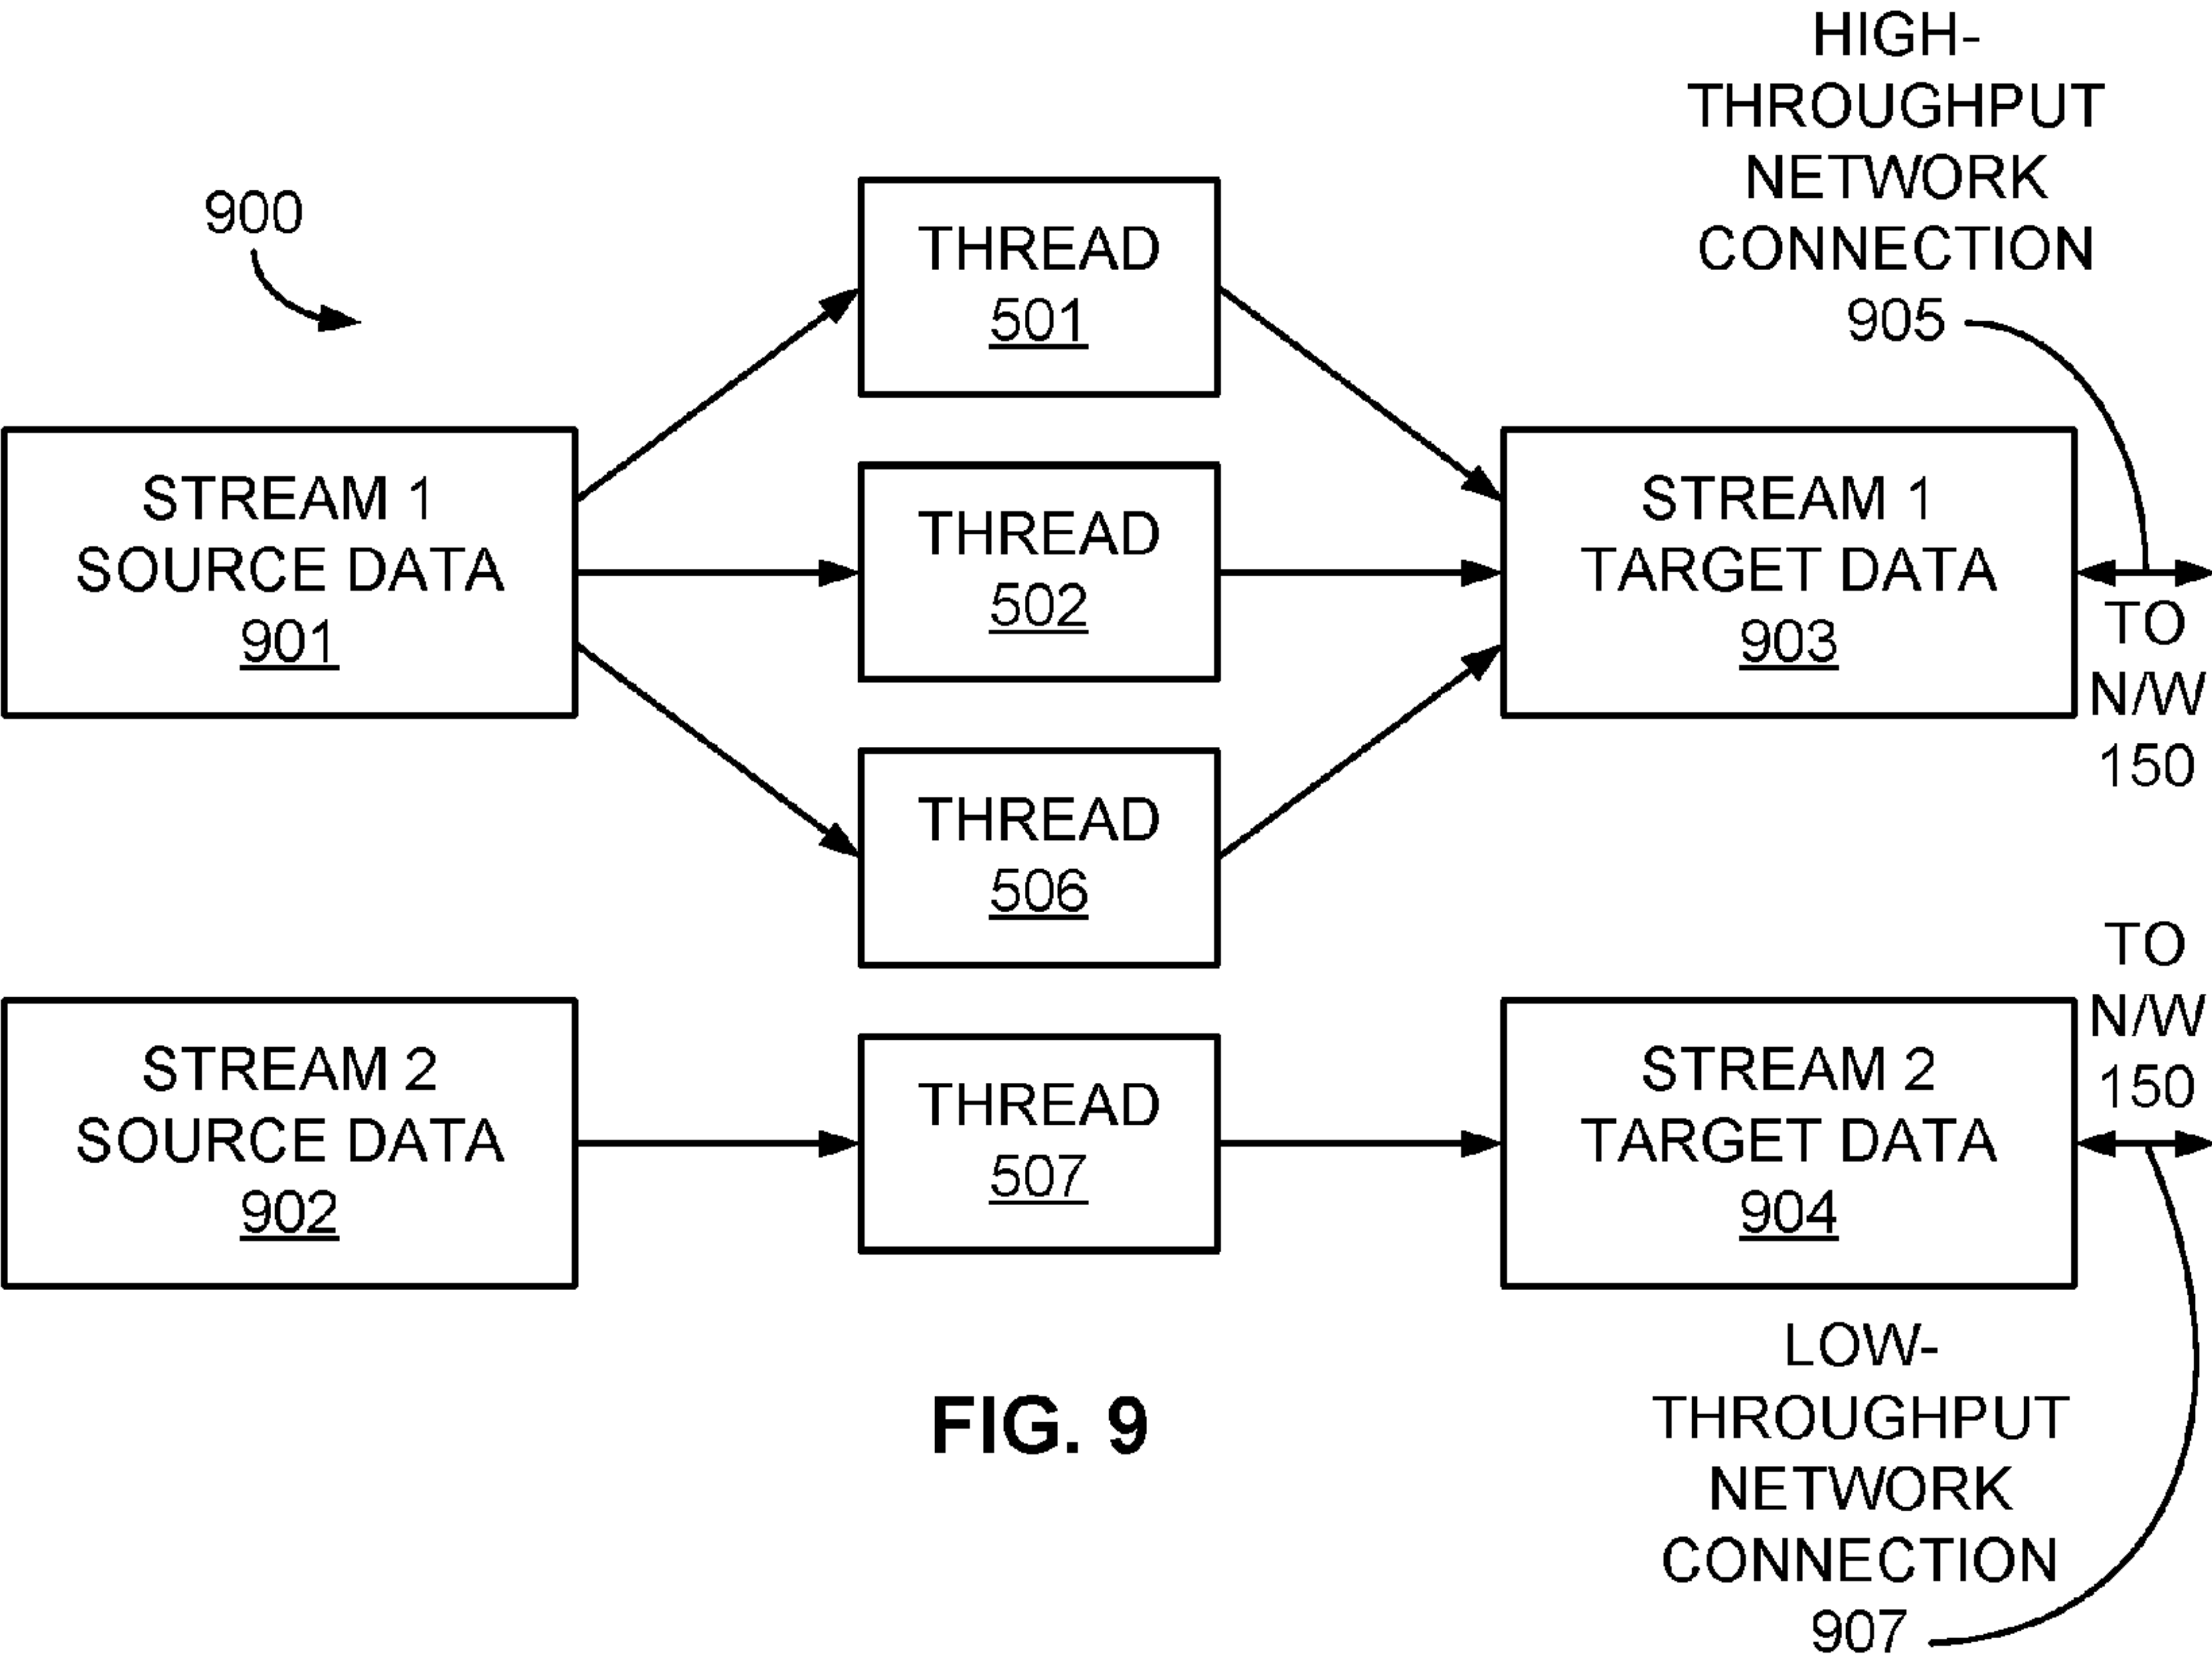 HIGH-
THROUGHPUT
NETWORK
CONNECTION
905
900
THREAD
501
STREAM 1
SOURCE DATA
901
THREAD
502
STREAM 1
TARGET DATA
903
TO
N/W
150
THREAD
506
STREAM 2
SOURCE DATA
902
THREAD
507
STREAM 2
TARGET DATA
904
TO
N/W
150
LOW-
THROUGHPUT
NETWORK
CONNECTION
907
FIG. 9